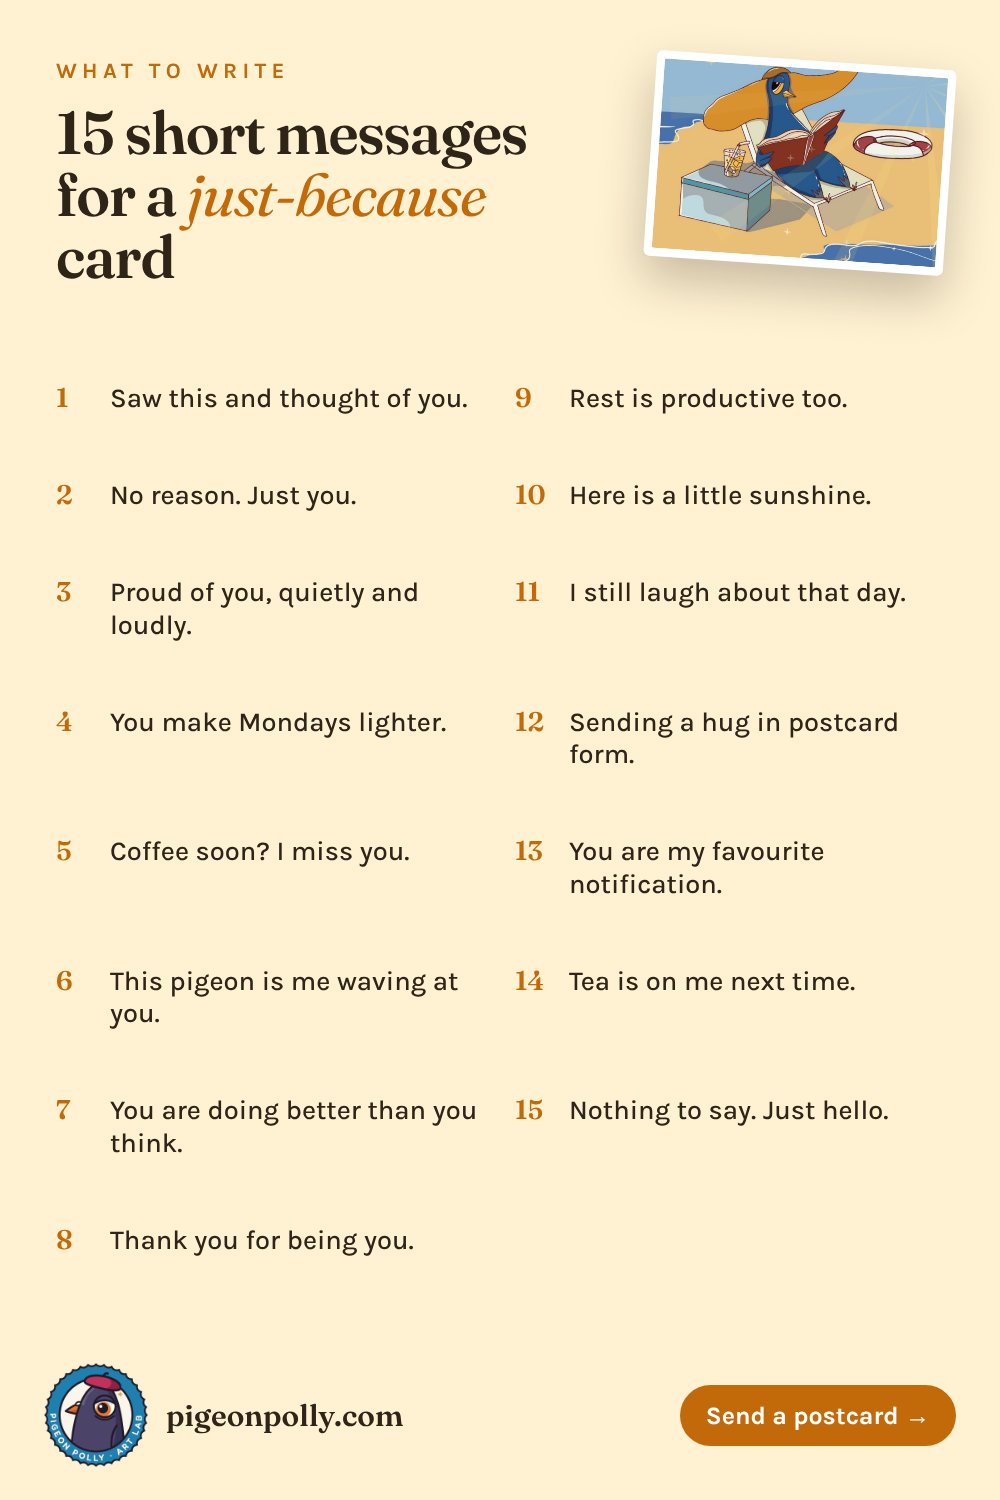 WHAT TO WRITE
15 short messages
for a just-because
card
1 Saw this and thought of you.
2 No reason. Just you.
3 Proud of you, quietly and
loudly.
4 You make Mondays lighter.
5 Coffee soon? I miss you.
6 This pigeon is me waving at
you.
7 You are doing better than you
think.
8 Thank you for being you.
9 Rest is productive too.
10 Here is a little sunshine.
11 I still laugh about that day.
12 Sending a hug in postcard
form.
13 You are my favourite
notification.
14 Tea is on me next time.
15 Nothing to say. Just hello.
PIGEON POLLY · ART LAB
pigeonpolly.com
Send a postcard →